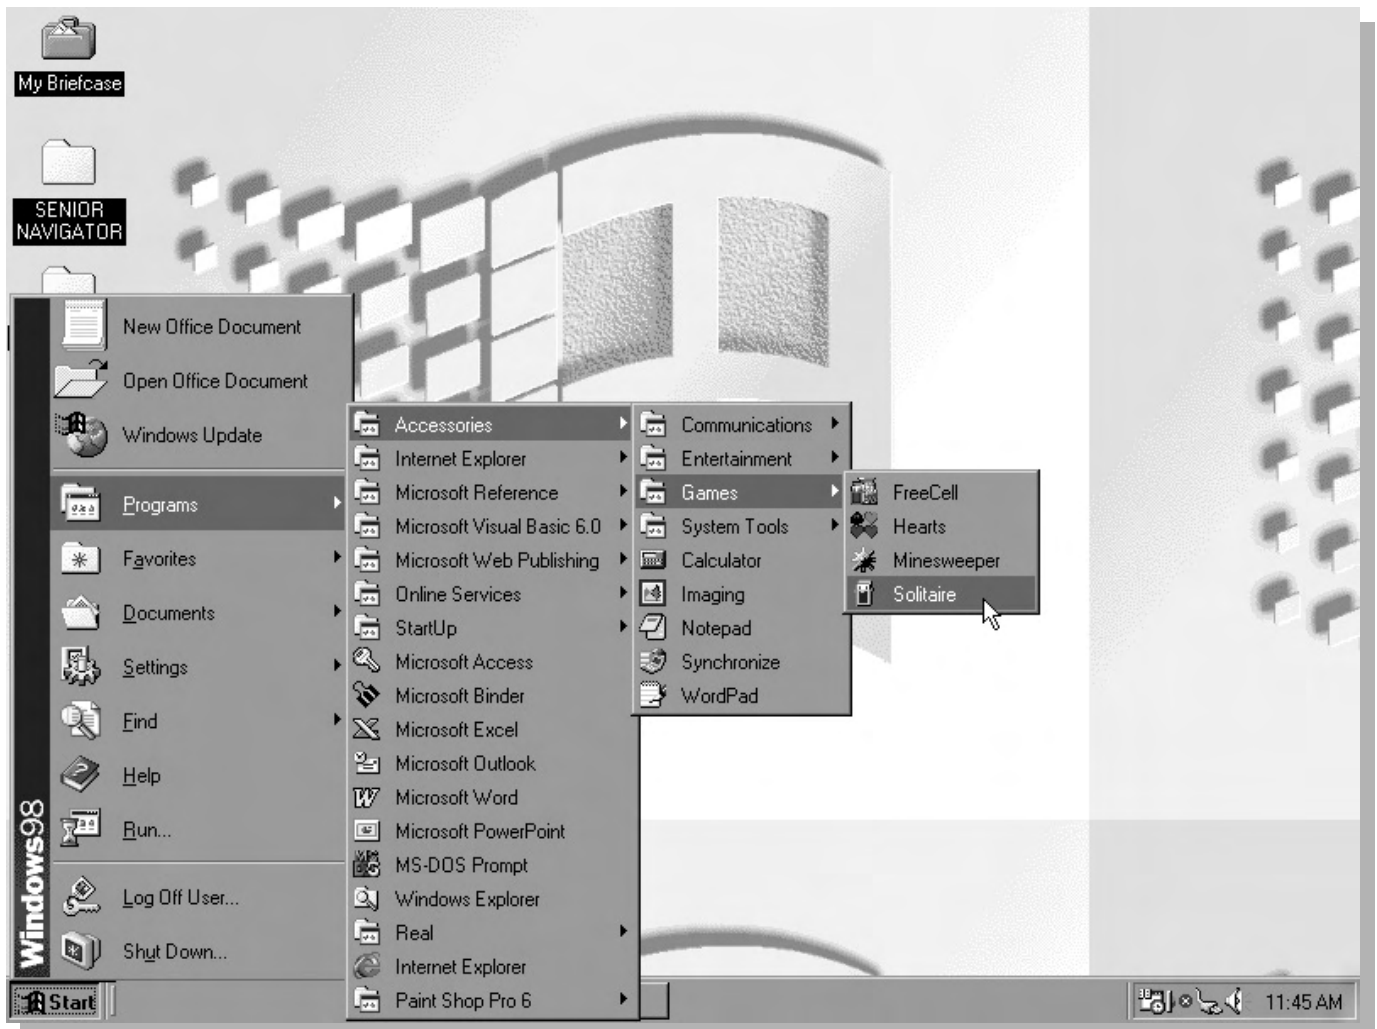 My Briefcase
SENIOR
NAVIGATOR
New Office Document
Open Office Document
Windows Update
Programs
Favorites
Documents
Settings
Find
Help
Run...
Log Off User...
Shut Down...
Windows98
Accessories
Internet Explorer
Microsoft Reference
Microsoft Visual Basic 6.0
Microsoft Web Publishing
Online Services
StartUp
Microsoft Access
Microsoft Binder
Microsoft Excel
Microsoft Outlook
Microsoft Word
Microsoft PowerPoint
MS-DOS Prompt
Windows Explorer
Real
Internet Explorer
Paint Shop Pro 6
Communications
Entertainment
Games
System Tools
Calculator
Imaging
Notepad
Synchronize
WordPad
FreeCell
Hearts
Minesweeper
Solitaire
Start
11:45 AM